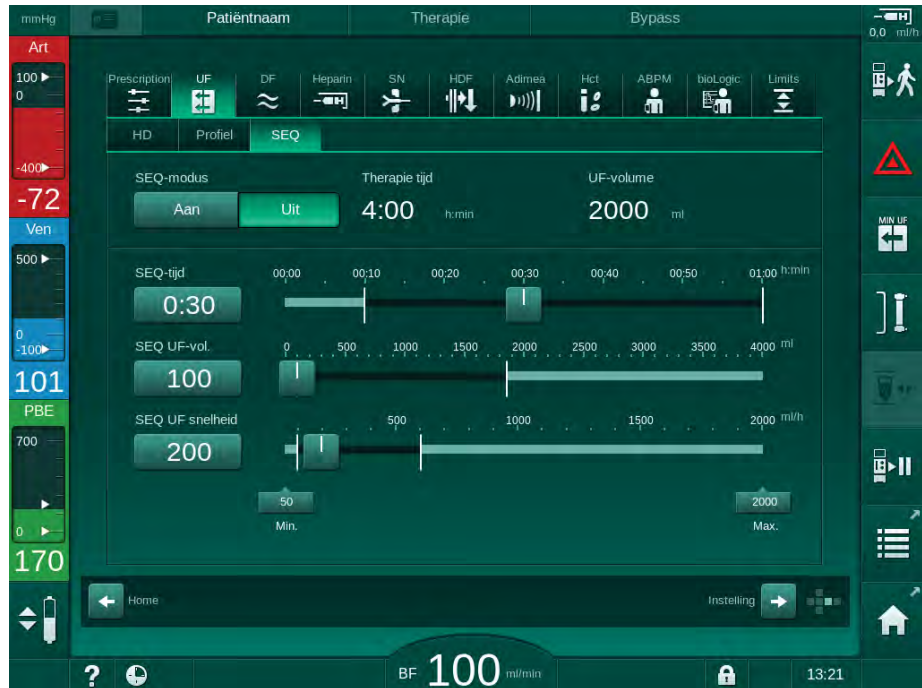 mmHg
Patiëntnaam
Therapie
Bypass
0,0 ml/h
Art
100
0
-400
-72
Ven
500
0
-100
101
PBE
700
0
170
Prescription
UF
DF
Heparin
SN
HDF
Adimea
Hct
ABPM
bioLogic
Limits
HD
Profiel
SEQ
SEQ-modus
Therapie tijd
UF-volume
Aan
Uit
4:00 h:min
2000 ml
SEQ-tijd
00:00 00:10 00:20 00:30 00:40 00:50 01:00 h:min
0:30
SEQ UF-vol.
0 500 1000 1500 2000 2500 3000 3500 4000 ml
100
SEQ UF snelheid
500 1000 1500 2000 ml/h
200
50
2000
Min.
Max.
Home
Instelling
MIN UF
? BF 100 ml/min
13:21